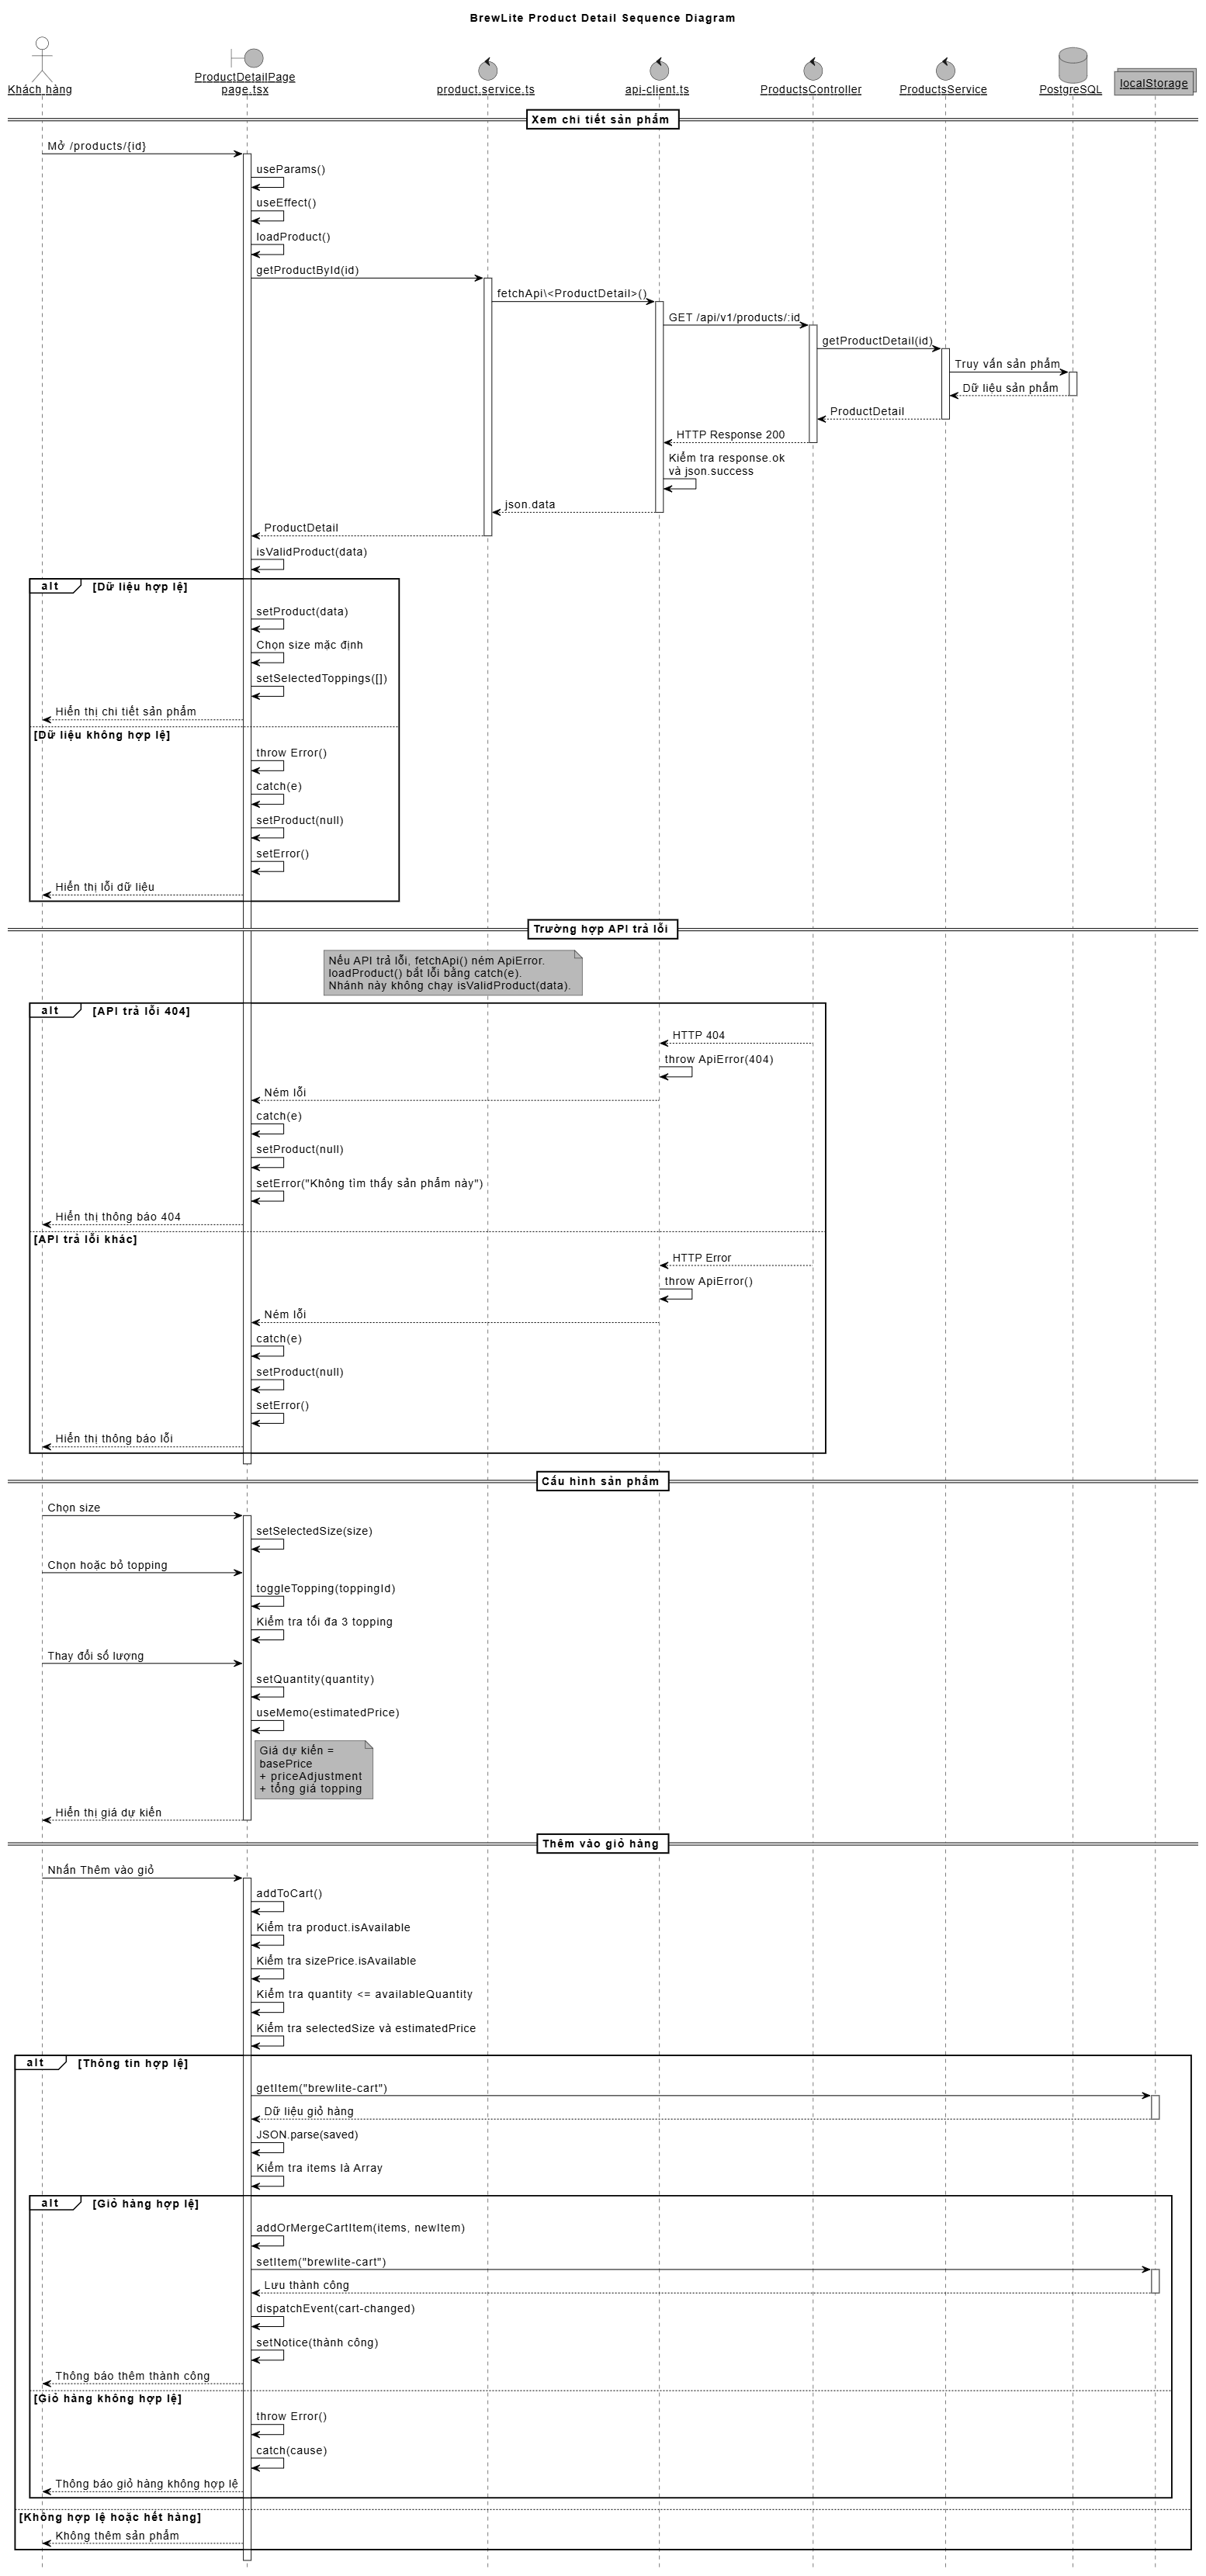 BrewLite Product Detail Sequence Diagram
Khách hàng
ProductDetailPage
page.tsx
product.service.ts
api-client.ts
ProductsController
ProductsService
PostgreSQL
localStorage
Xem chi tiết sản phẩm
Mở /products/{id}
useParams()
useEffect()
loadProduct()
getProductById(id)
fetchApi\<ProductDetail>()
GET /api/v1/products/:id
getProductDetail(id)
Truy vấn sản phẩm
Dữ liệu sản phẩm
ProductDetail
HTTP Response 200
Kiểm tra response.ok
và json.success
json.data
ProductDetail
isValidProduct(data)
alt [Dữ liệu hợp lệ]
setProduct(data)
Chọn size mặc định
setSelectedToppings([])
Hiển thị chi tiết sản phẩm
[Dữ liệu không hợp lệ]
throw Error()
catch(e)
setProduct(null)
setError()
Hiển thị lỗi dữ liệu
Trường hợp API trả lỗi
Nếu API trả lỗi, fetchApi() ném ApiError.
loadProduct() bắt lỗi bằng catch(e).
Nhánh này không chạy isValidProduct(data).
alt [API trả lỗi 404]
HTTP 404
throw ApiError(404)
Ném lỗi
catch(e)
setProduct(null)
setError("Không tìm thấy sản phẩm này")
Hiển thị thông báo 404
[API trả lỗi khác]
HTTP Error
throw ApiError()
Ném lỗi
catch(e)
setProduct(null)
setError()
Hiển thị thông báo lỗi
Cấu hình sản phẩm
Chọn size
setSelectedSize(size)
Chọn hoặc bỏ topping
toggleTopping(toppingId)
Kiểm tra tối đa 3 topping
Thay đổi số lượng
setQuantity(quantity)
useMemo(estimatedPrice)
Giá dự kiến =
basePrice
+ priceAdjustment
+ tổng giá topping
Hiển thị giá dự kiến
Thêm vào giỏ hàng
Nhấn Thêm vào giỏ
addToCart()
Kiểm tra product.isAvailable
Kiểm tra sizePrice.isAvailable
Kiểm tra quantity <= availableQuantity
Kiểm tra selectedSize và estimatedPrice
alt [Thông tin hợp lệ]
getItem("brewlite-cart")
Dữ liệu giỏ hàng
JSON.parse(saved)
Kiểm tra items là Array
alt [Giỏ hàng hợp lệ]
addOrMergeCartItem(items, newItem)
setItem("brewlite-cart")
Lưu thành công
dispatchEvent(cart-changed)
setNotice(thành công)
Thông báo thêm thành công
[Giỏ hàng không hợp lệ]
throw Error()
catch(cause)
Thông báo giỏ hàng không hợp lệ
[Không hợp lệ hoặc hết hàng]
Không thêm sản phẩm